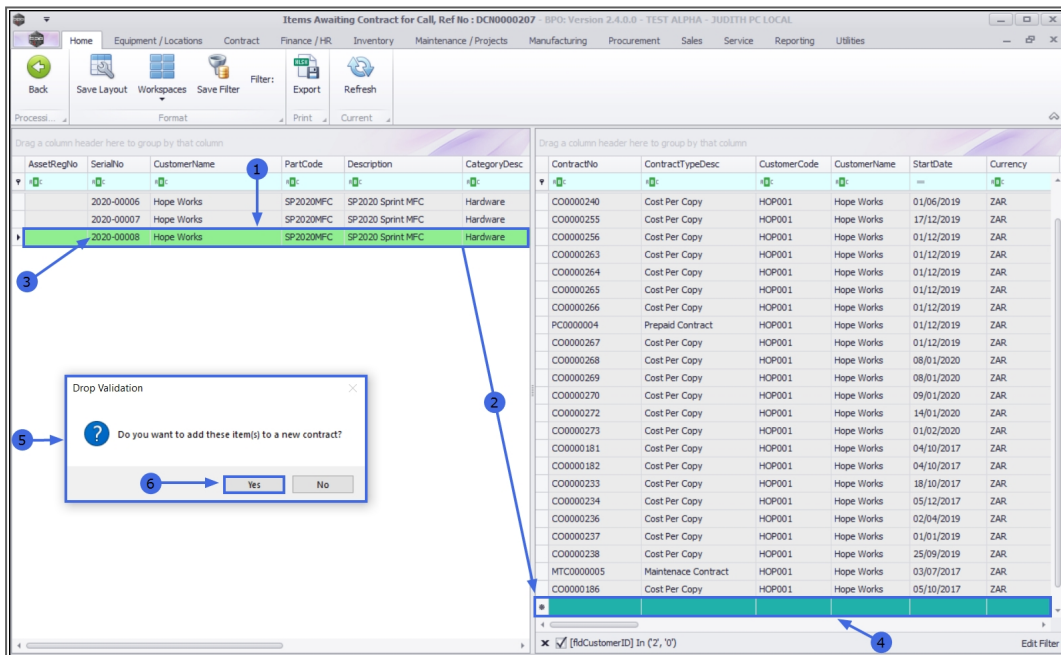 Items Awaiting Contract for Call, Ref No : DCN0000207 - BPO: Version 2.4.0.0 - TEST ALPHA - JUDITH PC LOCAL
Home Equipment / Locations Contract Finance / HR Inventory Maintenance / Projects Manufacturing Procurement Sales Service Reporting Utilities
Back Save Layout Workspaces Save Filter Filter: Export Refresh
Processi... Format Print Current
Drag a column header here to group by that column
AssetRegNo SerialNo CustomerName PartCode Description CategoryDesc
2020-00006 Hope Works SP2020MFC SP2020 Sprint MFC Hardware
2020-00007 Hope Works SP2020MFC SP2020 Sprint MFC Hardware
2020-00008 Hope Works SP2020MFC SP2020 Sprint MFC Hardware
1
2
3
Drop Validation
Do you want to add these item(s) to a new contract?
5
6
Yes No
Drag a column header here to group by that column
ContractNo ContractTypeDesc CustomerCode CustomerName StartDate Currency
CO0000240 Cost Per Copy HOP001 Hope Works 01/06/2019 ZAR
CO0000255 Cost Per Copy HOP001 Hope Works 17/12/2019 ZAR
CO0000256 Cost Per Copy HOP001 Hope Works 01/12/2019 ZAR
CO0000263 Cost Per Copy HOP001 Hope Works 01/12/2019 ZAR
CO0000264 Cost Per Copy HOP001 Hope Works 01/12/2019 ZAR
CO0000265 Cost Per Copy HOP001 Hope Works 01/12/2019 ZAR
CO0000266 Cost Per Copy HOP001 Hope Works 01/12/2019 ZAR
PC0000004 Prepaid Contract HOP001 Hope Works 01/12/2019 ZAR
CO0000267 Cost Per Copy HOP001 Hope Works 01/12/2019 ZAR
CO0000268 Cost Per Copy HOP001 Hope Works 08/01/2020 ZAR
CO0000269 Cost Per Copy HOP001 Hope Works 08/01/2020 ZAR
CO0000270 Cost Per Copy HOP001 Hope Works 09/01/2020 ZAR
CO0000272 Cost Per Copy HOP001 Hope Works 14/01/2020 ZAR
CO0000273 Cost Per Copy HOP001 Hope Works 01/02/2020 ZAR
CO0000181 Cost Per Copy HOP001 Hope Works 04/10/2017 ZAR
CO0000182 Cost Per Copy HOP001 Hope Works 04/10/2017 ZAR
CO0000233 Cost Per Copy HOP001 Hope Works 18/10/2017 ZAR
CO0000234 Cost Per Copy HOP001 Hope Works 05/12/2017 ZAR
CO0000236 Cost Per Copy HOP001 Hope Works 02/04/2019 ZAR
CO0000237 Cost Per Copy HOP001 Hope Works 01/01/2019 ZAR
CO0000238 Cost Per Copy HOP001 Hope Works 25/09/2019 ZAR
MTC0000005 Maintenace Contract HOP001 Hope Works 03/07/2017 ZAR
CO0000186 Cost Per Copy HOP001 Hope Works 05/10/2017 ZAR
4
[fldCustomerID] In ('2', '0') Edit Filter